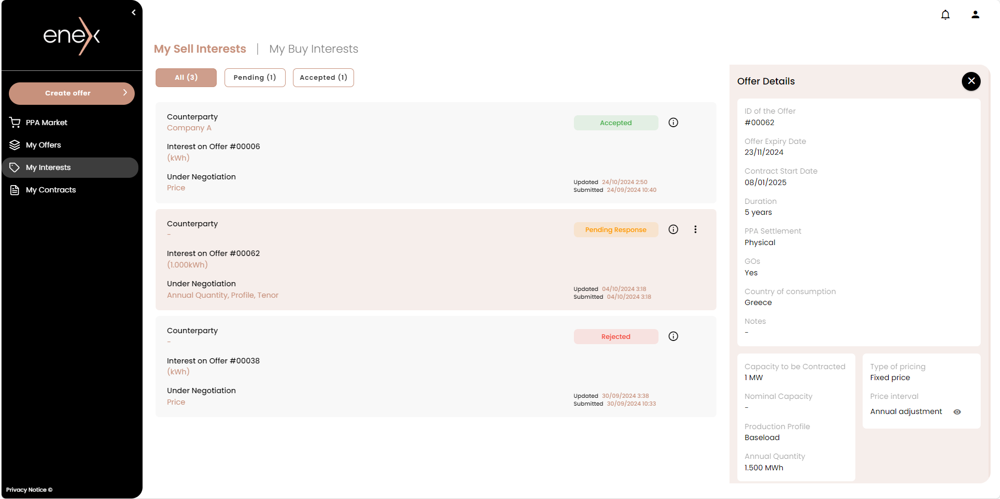 enex
Create offer
PPA Market
My Offers
My Interests
My Contracts
Privacy Notice ©
My Sell Interests | My Buy Interests
All (3)
Pending (1)
Accepted (1)
Counterparty
Company A
Accepted
Interest on Offer #00006
(kWh)
Under Negotiation
Price
Updated 24/10/2024 2:50
Submitted 24/09/2024 10:40
Counterparty
-
Pending Response
Interest on Offer #00062
(1.000kWh)
Under Negotiation
Annual Quantity, Profile, Tenor
Updated 04/10/2024 3:18
Submitted 04/10/2024 3:18
Counterparty
-
Rejected
Interest on Offer #00038
(kWh)
Under Negotiation
Price
Updated 30/09/2024 3:38
Submitted 30/09/2024 10:33
Offer Details
ID of the Offer
#00062
Offer Expiry Date
23/11/2024
Contract Start Date
08/01/2025
Duration
5 years
PPA Settlement
Physical
GOs
Yes
Country of consumption
Greece
Notes
-
Capacity to be Contracted
1 MW
Nominal Capacity
-
Production Profile
Baseload
Annual Quantity
1.500 MWh
Type of pricing
Fixed price
Price interval
Annual adjustment